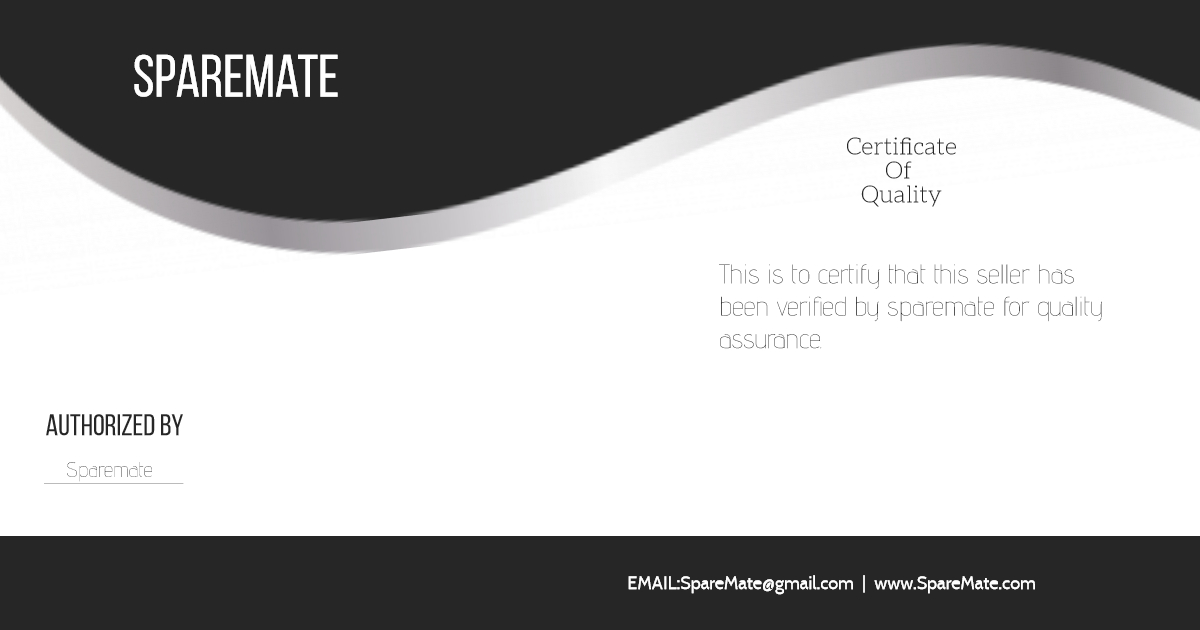 SPAREMATE
Certificate
Of
Quality
This is to certify that this seller has
been verified by sparemate for quality
assurance.
AUTHORIZED BY
Sparemate
EMAIL:SpareMate@gmail.com | www.SpareMate.com